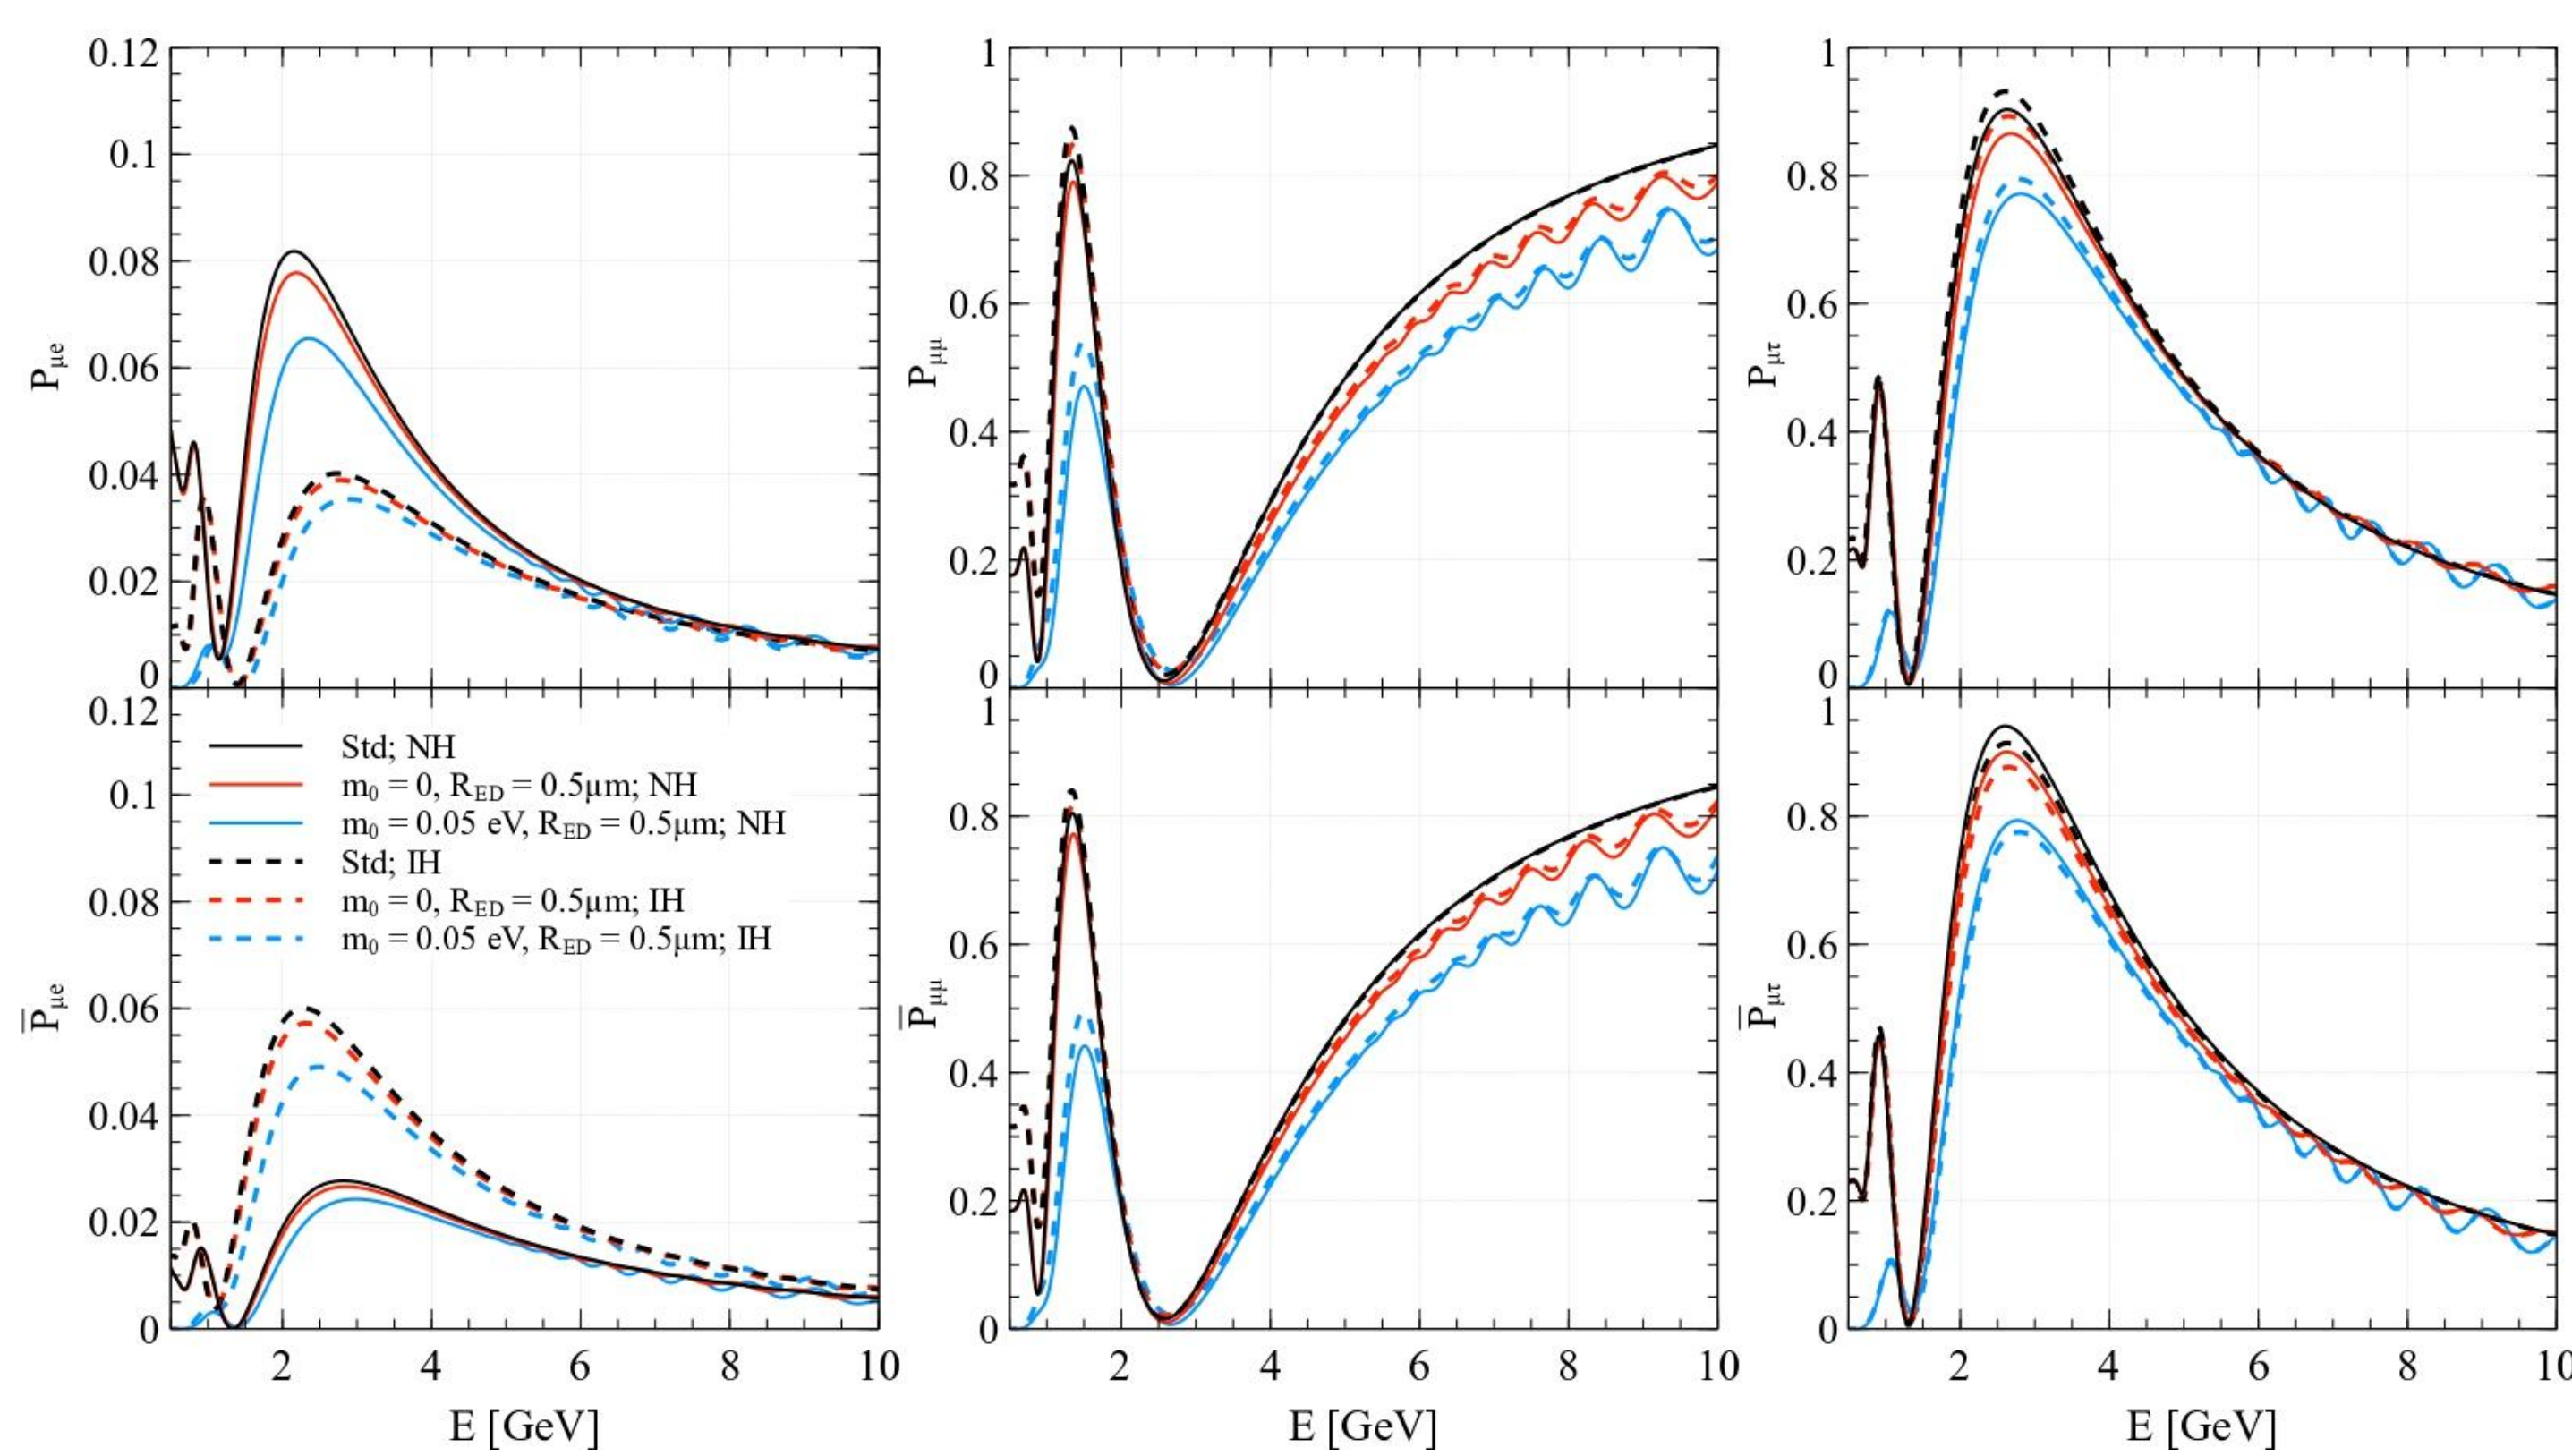 0.12
0.1
0.08
0.06
0.04
0.02
0
P_μe
1
0.8
0.6
0.4
0.2
0
P_μμ
1
0.8
0.6
0.4
0.2
0
P_μτ
0.12
0.1
0.08
0.06
0.04
0.02
0
P̅_μe
Std; NH
m₀ = 0, R_ED = 0.5μm; NH
m₀ = 0.05 eV, R_ED = 0.5μm; NH
Std; IH
m₀ = 0, R_ED = 0.5μm; IH
m₀ = 0.05 eV, R_ED = 0.5μm; IH
1
0.8
0.6
0.4
0.2
0
P̅_μμ
1
0.8
0.6
0.4
0.2
0
P̅_μτ
2 4 6 8 10
2 4 6 8 10
2 4 6 8 10
E [GeV]
E [GeV]
E [GeV]